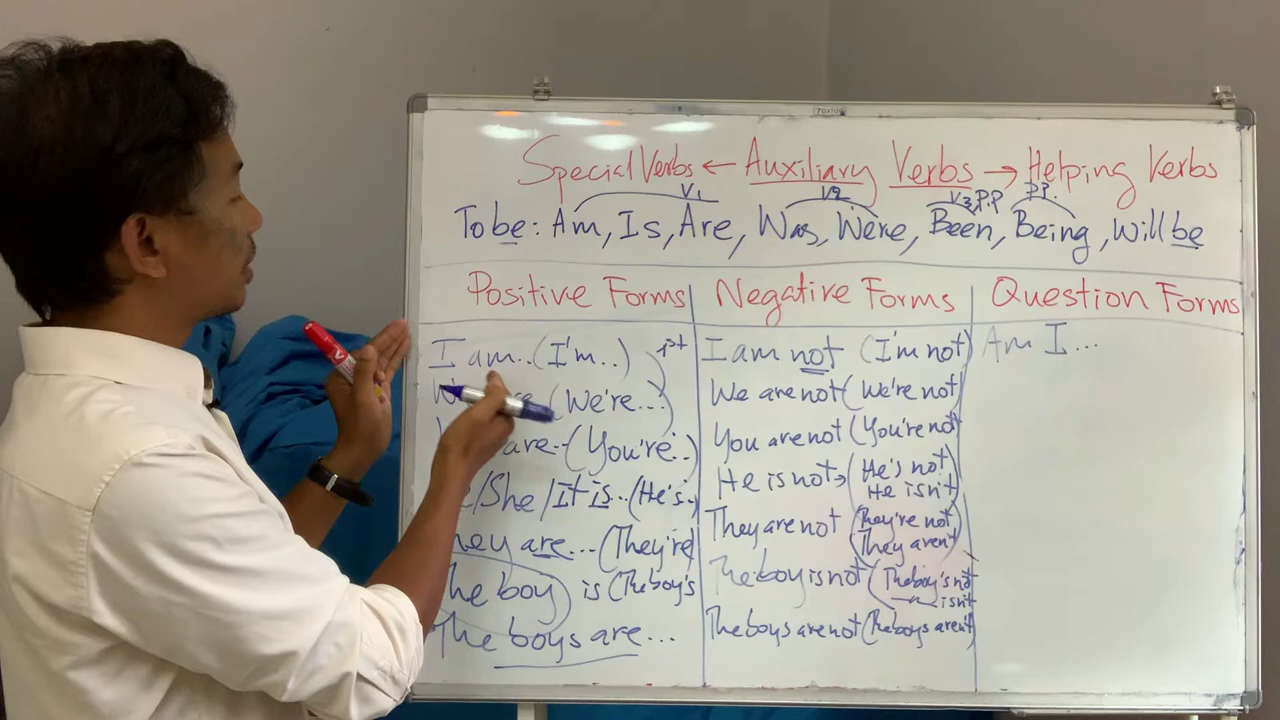 Special Verbs ← Auxiliary Verbs → Helping Verbs
V1 V2 V3 P.P P.P.
To be: Am, Is, Are, Was, Were, Been, Being, Will be
Positive Forms Negative Forms Question Forms
I am.. (I'm..) 1st I am not (I'm not) Am I...
(We're...) We are not (We're not)
are.. (You're..) You are not (You're not)
/She/It is.. (He's.. He is not → (He's not
He isn't)
are... (They're) They are not (They're not
They aren't)
The boy is (The boy's The boy is not (The boy's not
isn't
The boys are... The boys are not (The boys aren't)